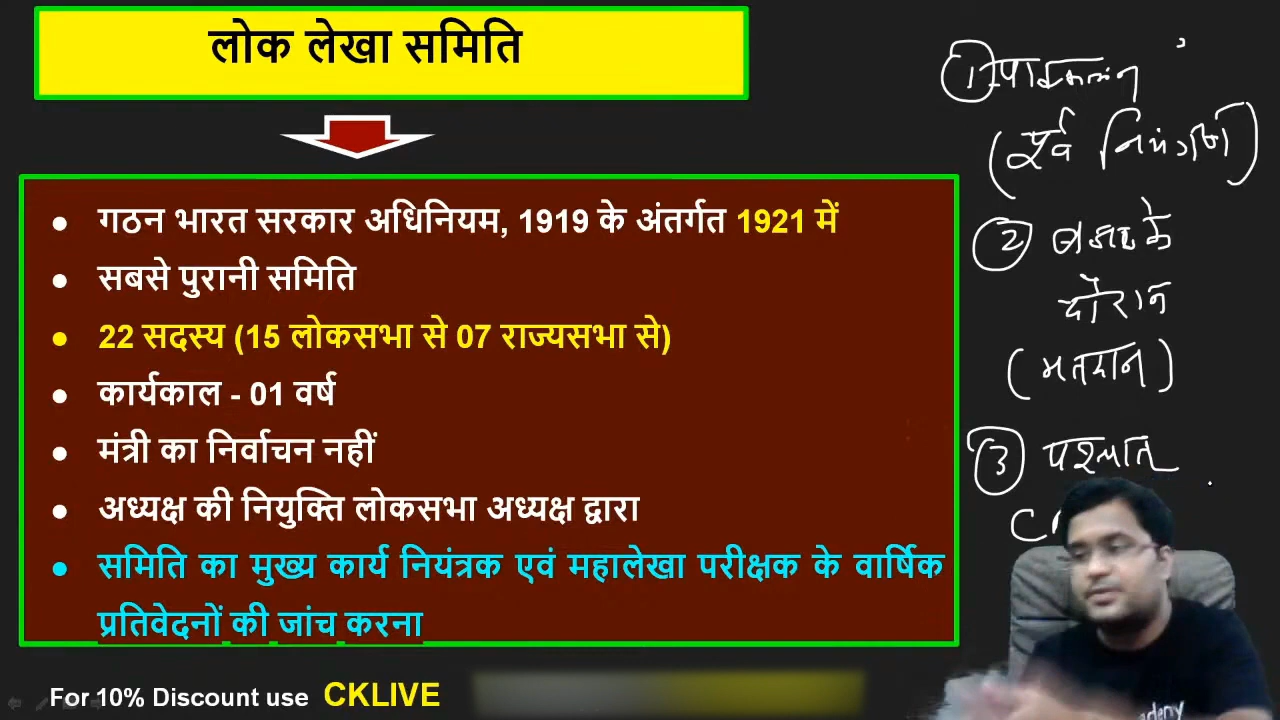 लोक लेखा समिति
• गठन भारत सरकार अधिनियम, 1919 के अंतर्गत 1921 में
• सबसे पुरानी समिति
• 22 सदस्य (15 लोकसभा से 07 राज्यसभा से)
• कार्यकाल - 01 वर्ष
• मंत्री का निर्वाचन नहीं
• अध्यक्ष की नियुक्ति लोकसभा अध्यक्ष द्वारा
• समिति का मुख्य कार्य नियंत्रक एवं महालेखा परीक्षक के वार्षिक
प्रतिवेदनों की जांच करना
For 10% Discount use CKLIVE
①
(पूर्व नियंत्रण)
② बजट के
दौरान
(मतदान)
③ पश्चात